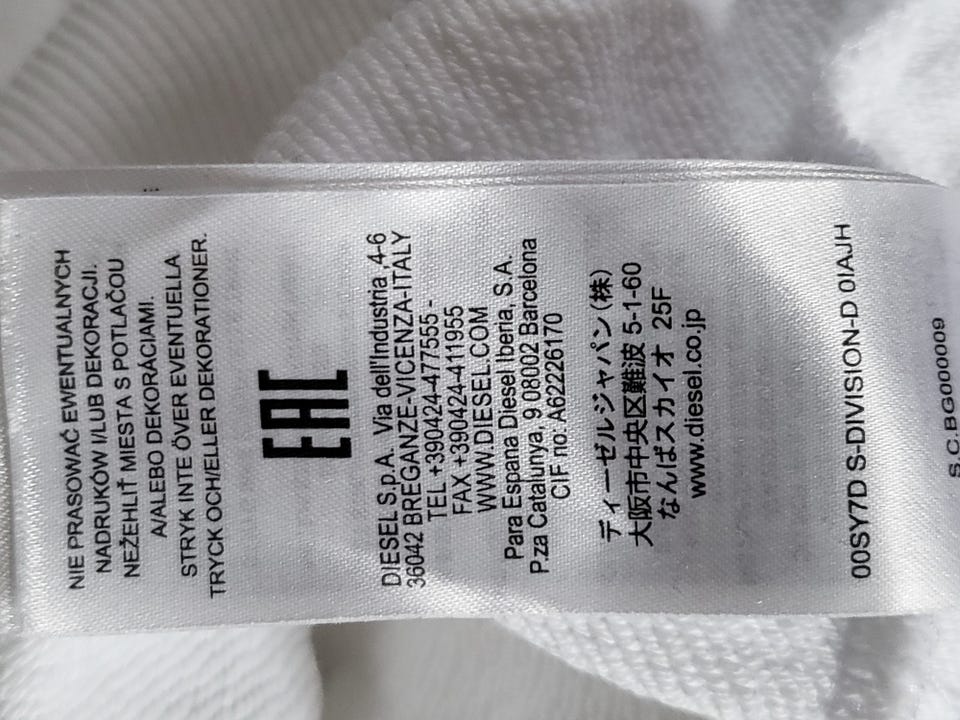 NIE PRASOWAĆ EWENTUALNYCH
NADRUKÓW I/LUB DEKORACJI.
NEŽEHLIŤ MIESTA S POTLAČOU
A/ALEBO DEKORÁCIAMI.
STRYK INTE ÖVER EVENTUELLA
TRYCK OCH/ELLER DEKORATIONER.
EAC
DIESEL S.p.A. Via dell'Industria ,4-6
36042 BREGANZE-VICENZA-ITALY
TEL +390424-477555 -
FAX +390424-411955
WWW.DIESEL.COM
Para Espana Diesel Iberia, S.A.
P.za Catalunya, 9 08002 Barcelona
CIF no: A62226170
ディーゼルジャパン(株)
大阪市中央区難波 5-1-60
なんばスカイオ 25F
www.diesel.co.jp
00SY7D S-DIVISION-D 0IAJH
S.C.BG000009